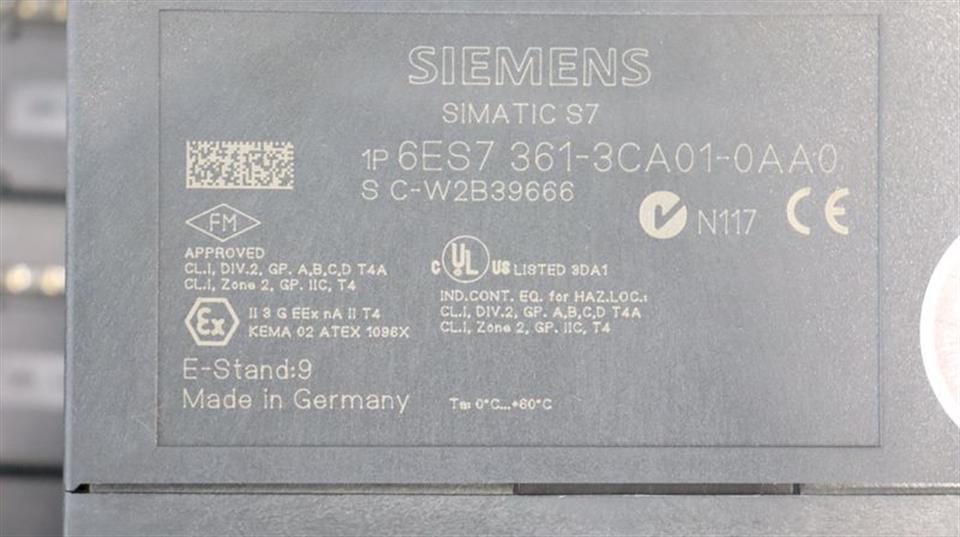 SIEMENS
SIMATIC S7
1P 6ES7 361-3CA01-0AA0
S C-W2B39666
N117 CE
FM
APPROVED
CL.I, DIV.2, GP. A,B,C,D T4A
CL.I, Zone 2, GP. IIC, T4
C UL US LISTED 3DA1
IND.CONT. EQ. for HAZ.LOC.:
CL.I, DIV.2, GP. A,B,C,D T4A
CL.I, Zone 2, GP. IIC, T4
Ex II 3 G EEx nA II T4
KEMA 02 ATEX 1096X
E-Stand:9
Made in Germany
Ta: 0°C...+60°C